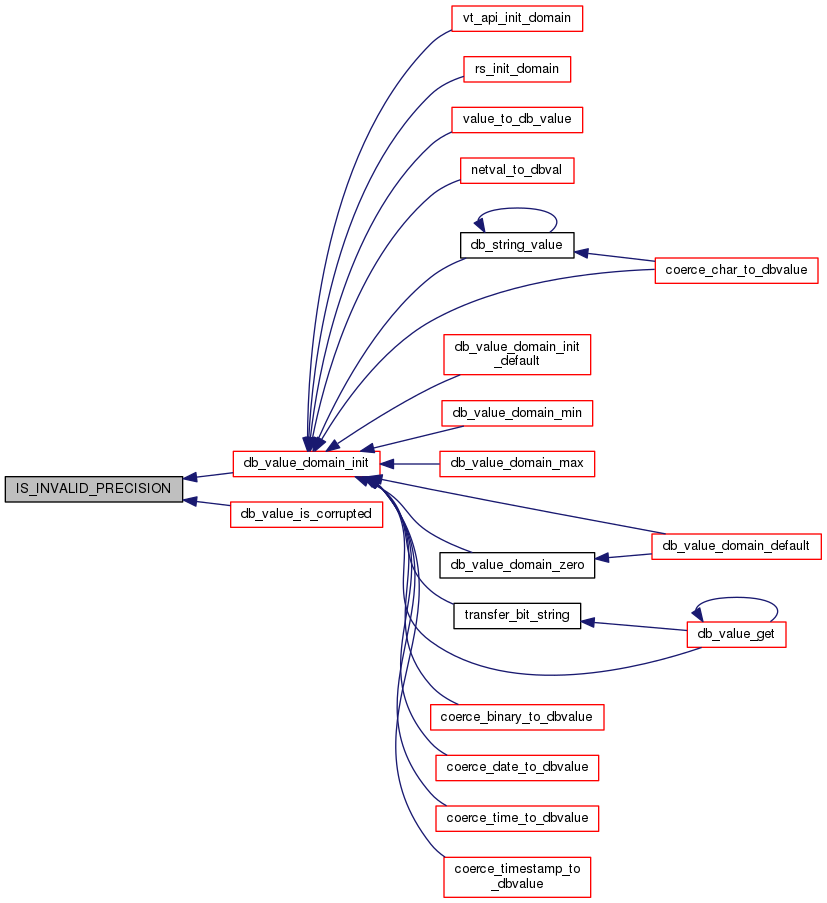 vt_api_init_domain
rs_init_domain
value_to_db_value
netval_to_dbval
db_string_value
coerce_char_to_dbvalue
db_value_domain_init
_default
db_value_domain_min
db_value_domain_init
db_value_domain_max
IS_INVALID_PRECISION
db_value_is_corrupted
db_value_domain_default
db_value_domain_zero
transfer_bit_string
db_value_get
coerce_binary_to_dbvalue
coerce_date_to_dbvalue
coerce_time_to_dbvalue
coerce_timestamp_to
_dbvalue